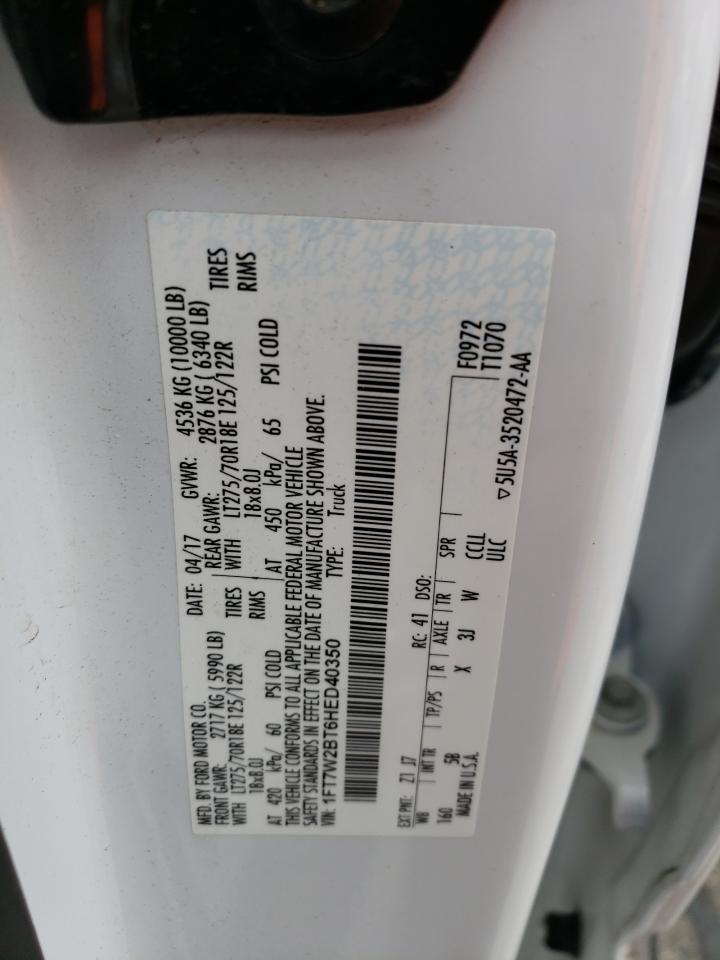 MFD. BY FORD MOTOR CO.
DATE: 04/17 GVWR: 4536 KG (10000 LB)
FRONT GAWR: 2717 KG ( 5990 LB) REAR GAWR: 2876 KG ( 6340 LB)
WITH LT275/70R18E 125/122R TIRES WITH LT275/70R18E 125/122R TIRES
18x8.0J RIMS 18x8.0J RIMS
AT 420 kPa/ 60 PSI COLD AT 450 kPa/ 65 PSI COLD
THIS VEHICLE CONFORMS TO ALL APPLICABLE FEDERAL MOTOR VEHICLE
SAFETY STANDARDS IN EFFECT ON THE DATE OF MANUFACTURE SHOWN ABOVE.
VIN: 1FT7W2BT6HED40350 TYPE: Truck
F0972
T1070
EXT PNT: Z1 17 RC: 41 DSO:
WB INT TR TP/PS R AXLE TR SPR
160 5B X 3J W CCLL
MADE IN U.S.A. ULC
▽5U5A-3520472-AA